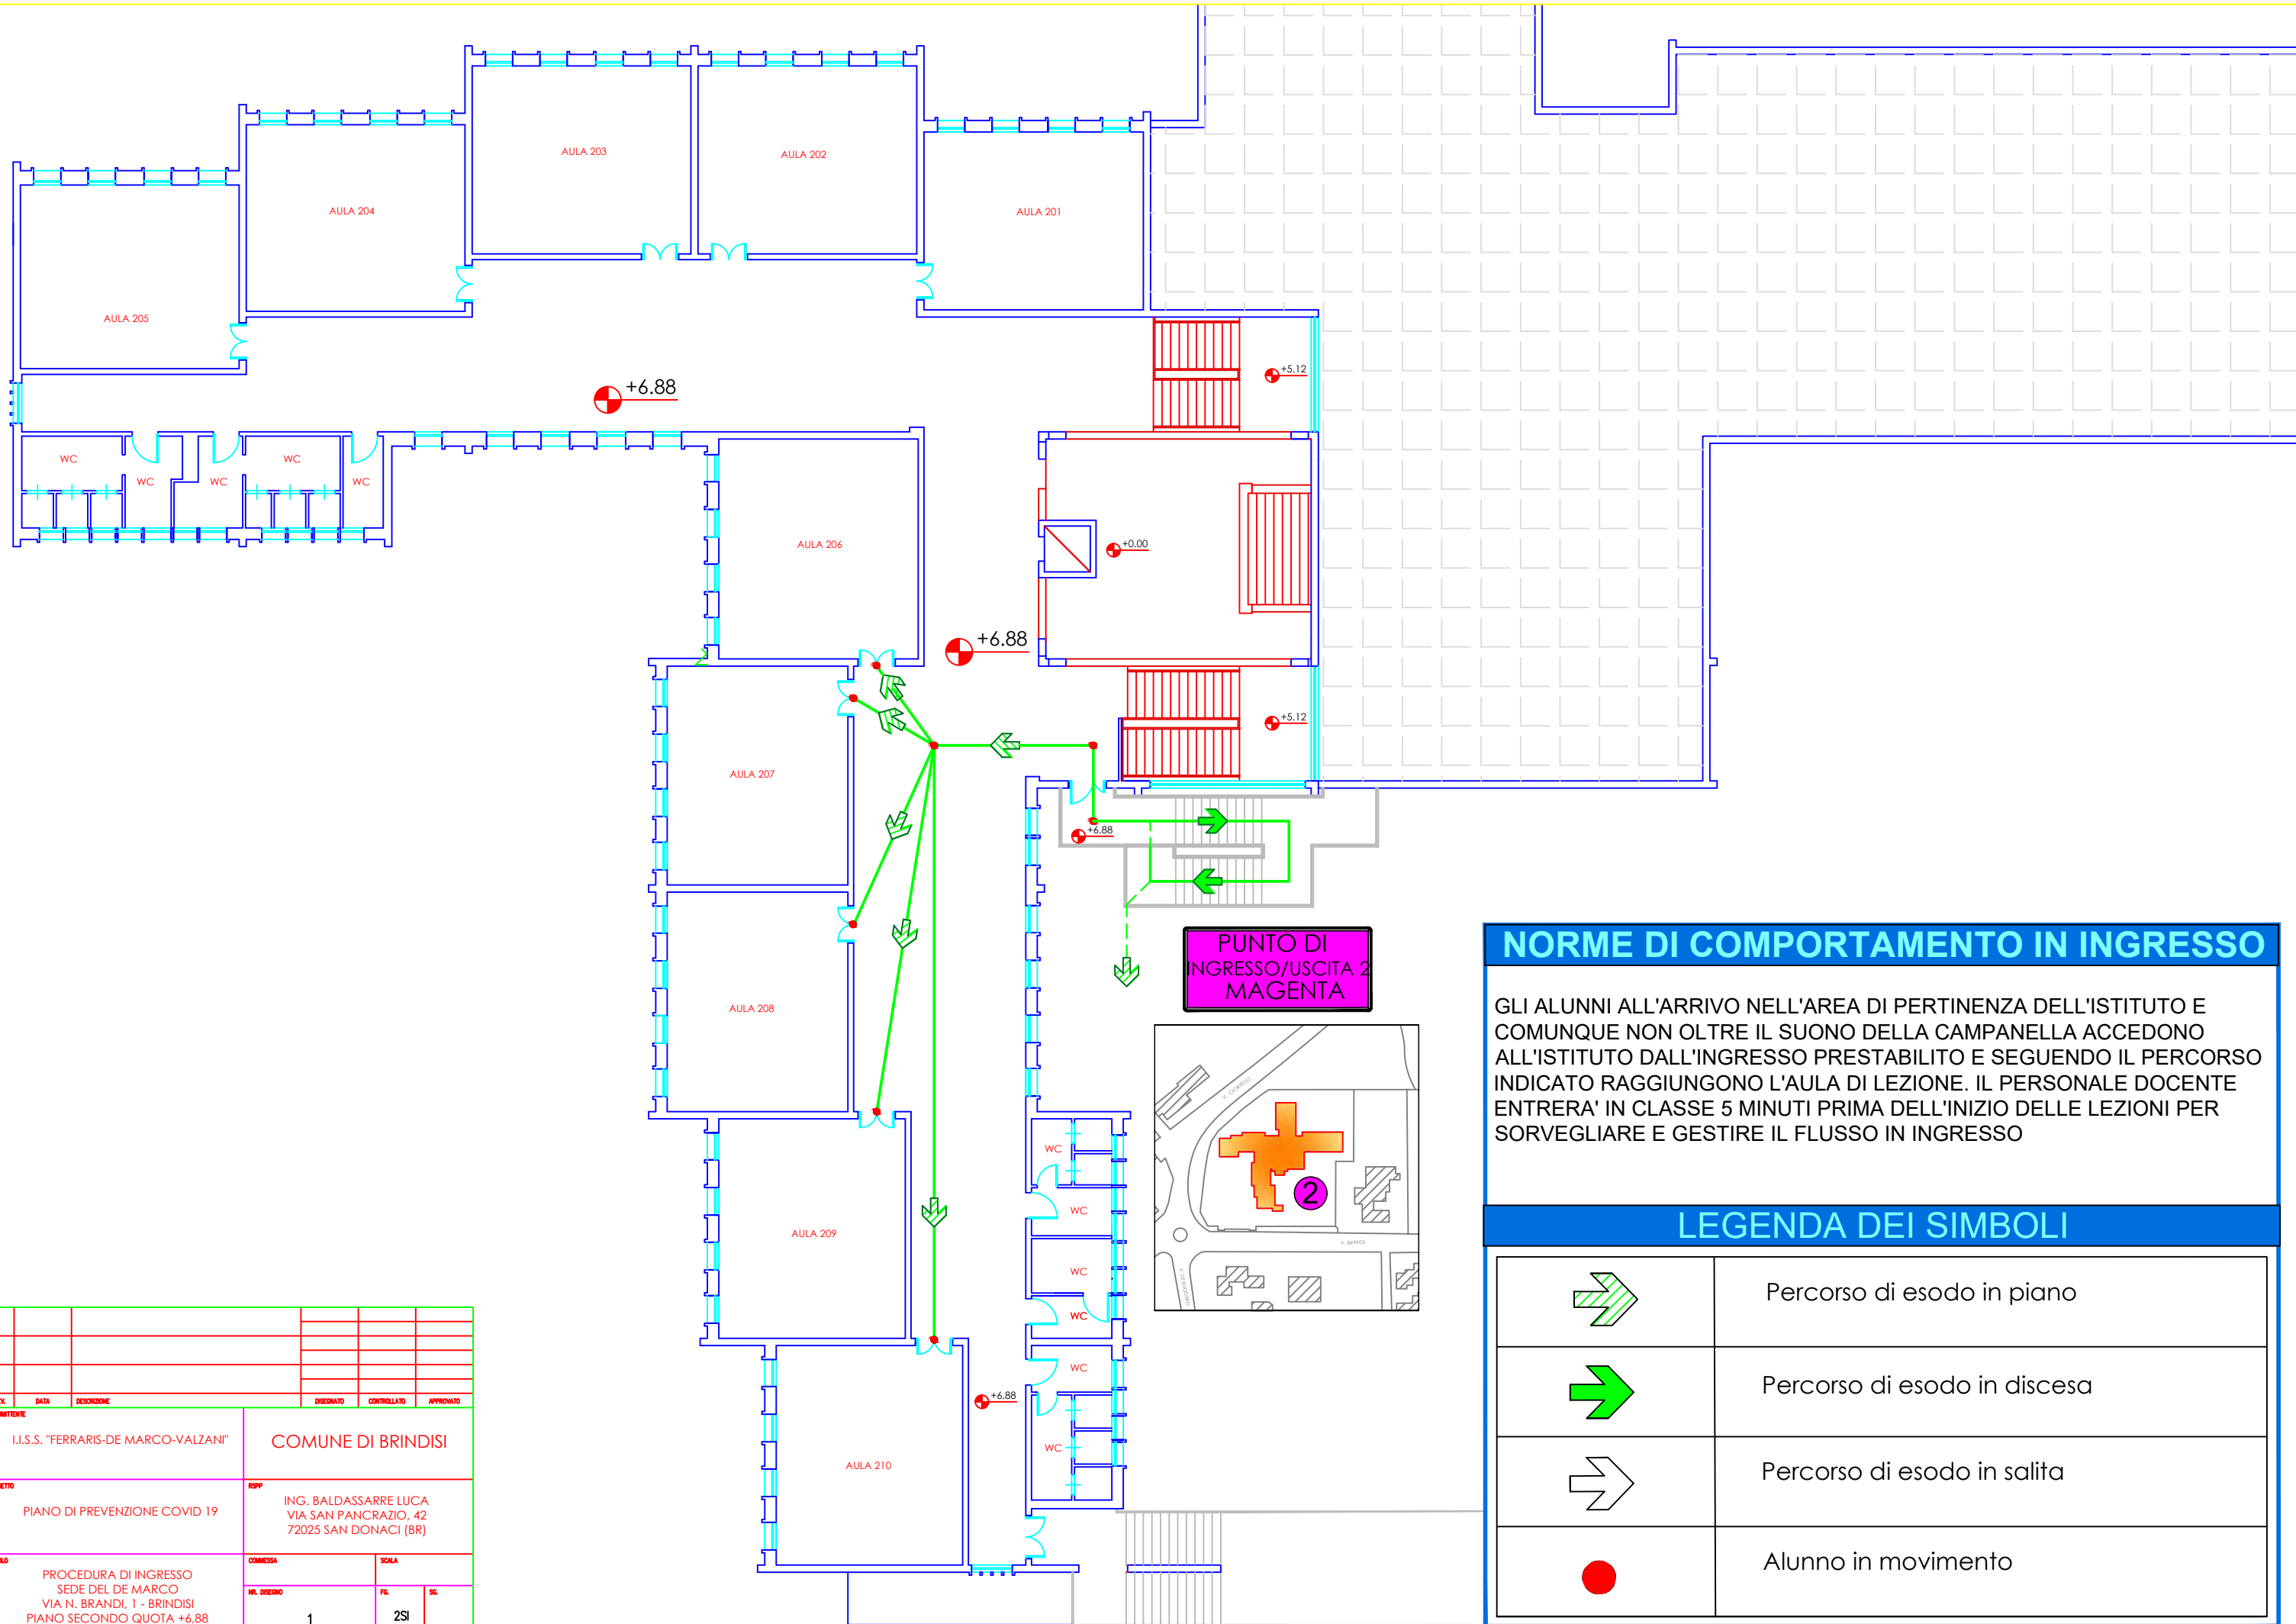 AULA 203
AULA 202
AULA 204
AULA 201
AULA 205
+5.12
+6.88
WC
WC
WC
WC
WC
AULA 206
+0.00
+6.88
+5.12
AULA 207
+6.88
PUNTO DI
INGRESSO/USCITA 2
MAGENTA
AULA 208
WC
WC
WC
WC
WC
WC
AULA 209
+6.88
AULA 210
2
V. BRANDI
NORME DI COMPORTAMENTO IN INGRESSO
GLI ALUNNI ALL'ARRIVO NELL'AREA DI PERTINENZA DELL'ISTITUTO E
COMUNQUE NON OLTRE IL SUONO DELLA CAMPANELLA ACCEDONO
ALL'ISTITUTO DALL'INGRESSO PRESTABILITO E SEGUENDO IL PERCORSO
INDICATO RAGGIUNGONO L'AULA DI LEZIONE. IL PERSONALE DOCENTE
ENTRERA' IN CLASSE 5 MINUTI PRIMA DELL'INIZIO DELLE LEZIONI PER
SORVEGLIARE E GESTIRE IL FLUSSO IN INGRESSO
LEGENDA DEI SIMBOLI
Percorso di esodo in piano
Percorso di esodo in discesa
Percorso di esodo in salita
Alunno in movimento
DATA DESCRIZIONE DISEGNATO CONTROLLATO APPROVATO
I.I.S.S. "FERRARIS-DE MARCO-VALZANI"
COMUNE DI BRINDISI
PIANO DI PREVENZIONE COVID 19
RSPP
ING. BALDASSARRE LUCA
VIA SAN PANCRAZIO, 42
72025 SAN DONACI (BR)
PROCEDURA DI INGRESSO
SEDE DEL DE MARCO
VIA N. BRANDI, 1 - BRINDISI
PIANO SECONDO QUOTA +6,88
COMMESSA SCALA
NR. DISEGNO FG. SG.
1 2SI